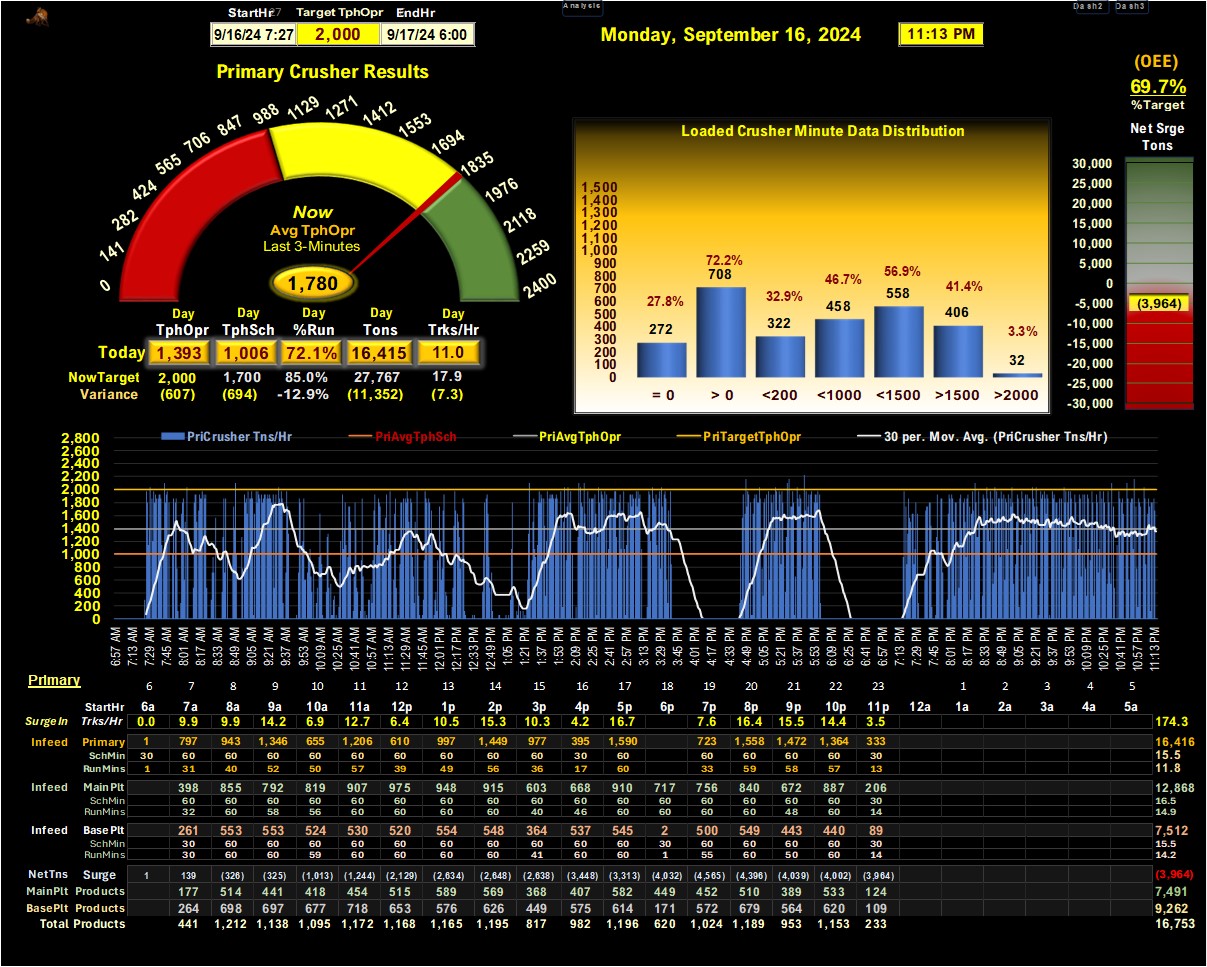 Analysis
Dash2 Dash3
StartHr Target TphOpr EndHr
9/16/24 7:27 2,000 9/17/24 6:00
Monday, September 16, 2024 11:13 PM
(OEE)
69.7%
%Target
Primary Crusher Results
0 141 282 424 565 706 847 988 1129 1271 1412 1553 1694 1835 1976 2118 2259 2400
Now
Avg TphOpr
Last 3-Minutes
1,780
Day Day Day Day Day
TphOpr TphSch %Run Tons Trks/Hr
Today 1,393 1,006 72.1% 16,415 11.0
NowTarget 2,000 1,700 85.0% 27,767 17.9
Variance (607) (694) -12.9% (11,352) (7.3)
Loaded Crusher Minute Data Distribution
1,500
1,400
1,300
1,200
1,100
1,000
900
800
700
600
500
400
300
200
100
0
27.8% 72.2% 32.9% 46.7% 56.9% 41.4% 3.3%
272 708 322 458 558 406 32
= 0 > 0 <200 <1000 <1500 >1500 >2000
Net Srge
Tons
30,000
25,000
20,000
15,000
10,000
5,000
0
-5,000
-10,000
-15,000
-20,000
-25,000
-30,000
(3,964)
PriCrusher Tns/Hr PriAvgTphSch PriAvgTphOpr PriTargetTphOpr 30 per. Mov. Avg. (PriCrusher Tns/Hr)
2,800
2,600
2,400
2,200
2,000
1,800
1,600
1,400
1,200
1,000
800
600
400
200
0
6:57 AM 7:13 AM 7:29 AM 7:45 AM 8:01 AM 8:17 AM 8:33 AM 8:49 AM 9:05 AM 9:21 AM 9:37 AM 9:53 AM 10:09 AM 10:25 AM 10:41 AM 10:57 AM 11:13 AM 11:29 AM 11:45 AM 12:01 PM 12:17 PM 12:33 PM 12:49 PM 1:05 PM 1:21 PM 1:37 PM 1:53 PM 2:09 PM 2:25 PM 2:41 PM 2:57 PM 3:13 PM 3:29 PM 3:45 PM 4:01 PM 4:17 PM 4:33 PM 4:49 PM 5:05 PM 5:21 PM 5:37 PM 5:53 PM 6:09 PM 6:25 PM 6:41 PM 6:57 PM 7:13 PM 7:29 PM 7:45 PM 8:01 PM 8:17 PM 8:33 PM 8:49 PM 9:05 PM 9:21 PM 9:37 PM 9:53 PM 10:09 PM 10:25 PM 10:41 PM 10:57 PM 11:13 PM
Primary
6 7 8 9 10 11 12 13 14 15 16 17 18 19 20 21 22 23 1 2 3 4 5
StartHr 6a 7a 8a 9a 10a 11a 12p 1p 2p 3p 4p 5p 6p 7p 8p 9p 10p 11p 12a 1a 2a 3a 4a 5a
SurgeIn Trks/Hr 0.0 9.9 9.9 14.2 6.9 12.7 6.4 10.5 15.3 10.3 4.2 16.7 7.6 16.4 15.5 14.4 3.5 174.3
Infeed Primary 1 797 943 1,346 655 1,206 610 997 1,449 977 395 1,590 723 1,558 1,472 1,364 333 16,416
SchMin 30 60 60 60 60 60 60 60 60 60 30 60 60 60 60 60 30 15.5
RunMins 1 31 40 52 50 57 39 49 56 36 17 60 33 59 58 57 13 11.8
Infeed MainPlt 398 855 792 819 907 975 948 915 603 668 910 717 756 840 672 887 206 12,868
SchMin 60 60 60 60 60 60 60 60 60 60 60 60 60 60 60 60 30 16.5
RunMins 32 60 58 56 60 60 60 60 40 46 60 60 60 60 48 60 14 14.9
Infeed BasePlt 261 553 553 524 530 520 554 548 364 537 545 2 500 549 443 440 89 7,512
SchMin 30 60 60 60 60 60 60 60 60 60 60 30 60 60 60 60 30 15.5
RunMins 30 60 60 59 60 60 60 60 41 60 60 1 55 60 50 60 14 14.2
NetTns Surge 1 139 (326) (325) (1,013) (1,244) (2,129) (2,634) (2,648) (2,638) (3,448) (3,313) (4,032) (4,565) (4,396) (4,039) (4,002) (3,964) (3,964)
MainPlt Products 177 514 441 418 454 515 589 569 368 407 582 449 452 510 389 533 124 7,491
BasePlt Products 264 698 697 677 718 653 576 626 449 575 614 171 572 679 564 620 109 9,262
Total Products 441 1,212 1,138 1,095 1,172 1,168 1,165 1,195 817 982 1,196 620 1,024 1,189 953 1,153 233 16,753